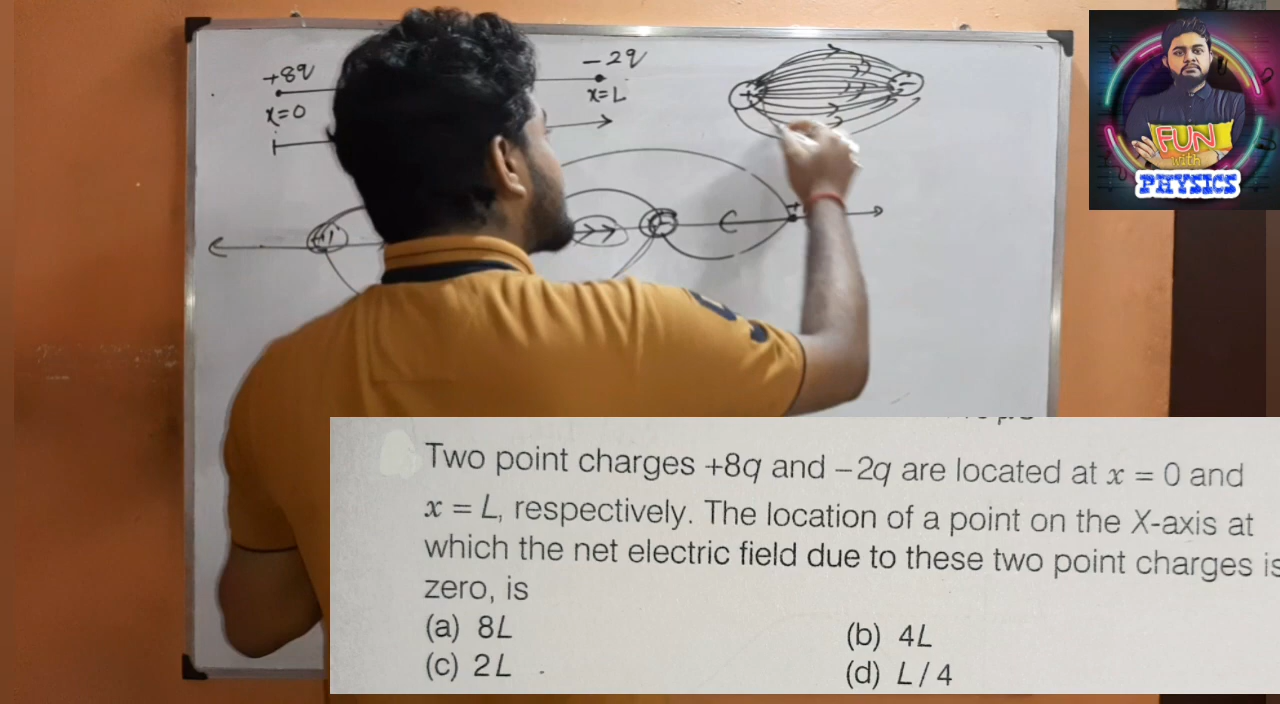 +8q
-2q
x=0
x=L
FUN
with
PHYSICS
Two point charges +8q and −2q are located at x = 0 and
x = L, respectively. The location of a point on the X-axis at
which the net electric field due to these two point charges is
zero, is
(a) 8L
(b) 4L
(c) 2L
(d) L/4